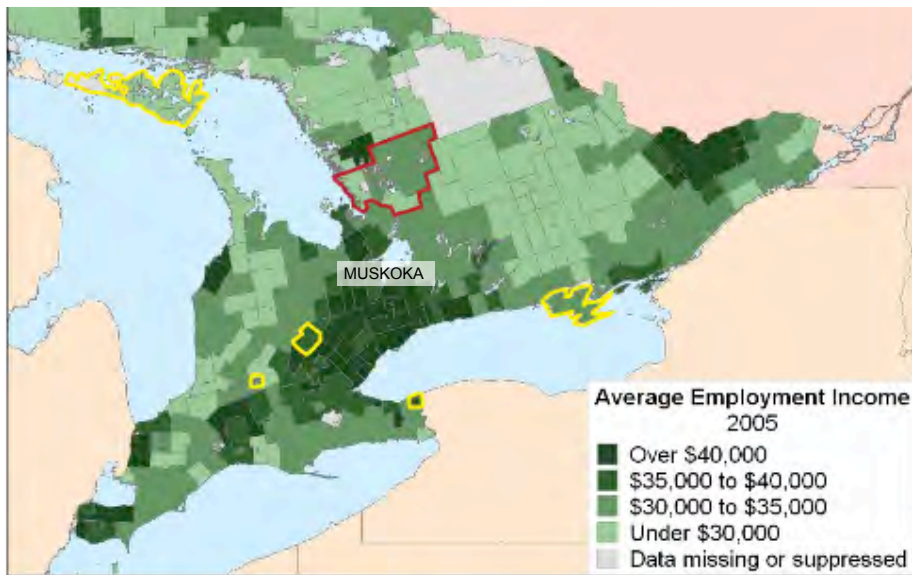 MUSKOKA
Average Employment Income
2005
Over $40,000
$35,000 to $40,000
$30,000 to $35,000
Under $30,000
Data missing or suppressed